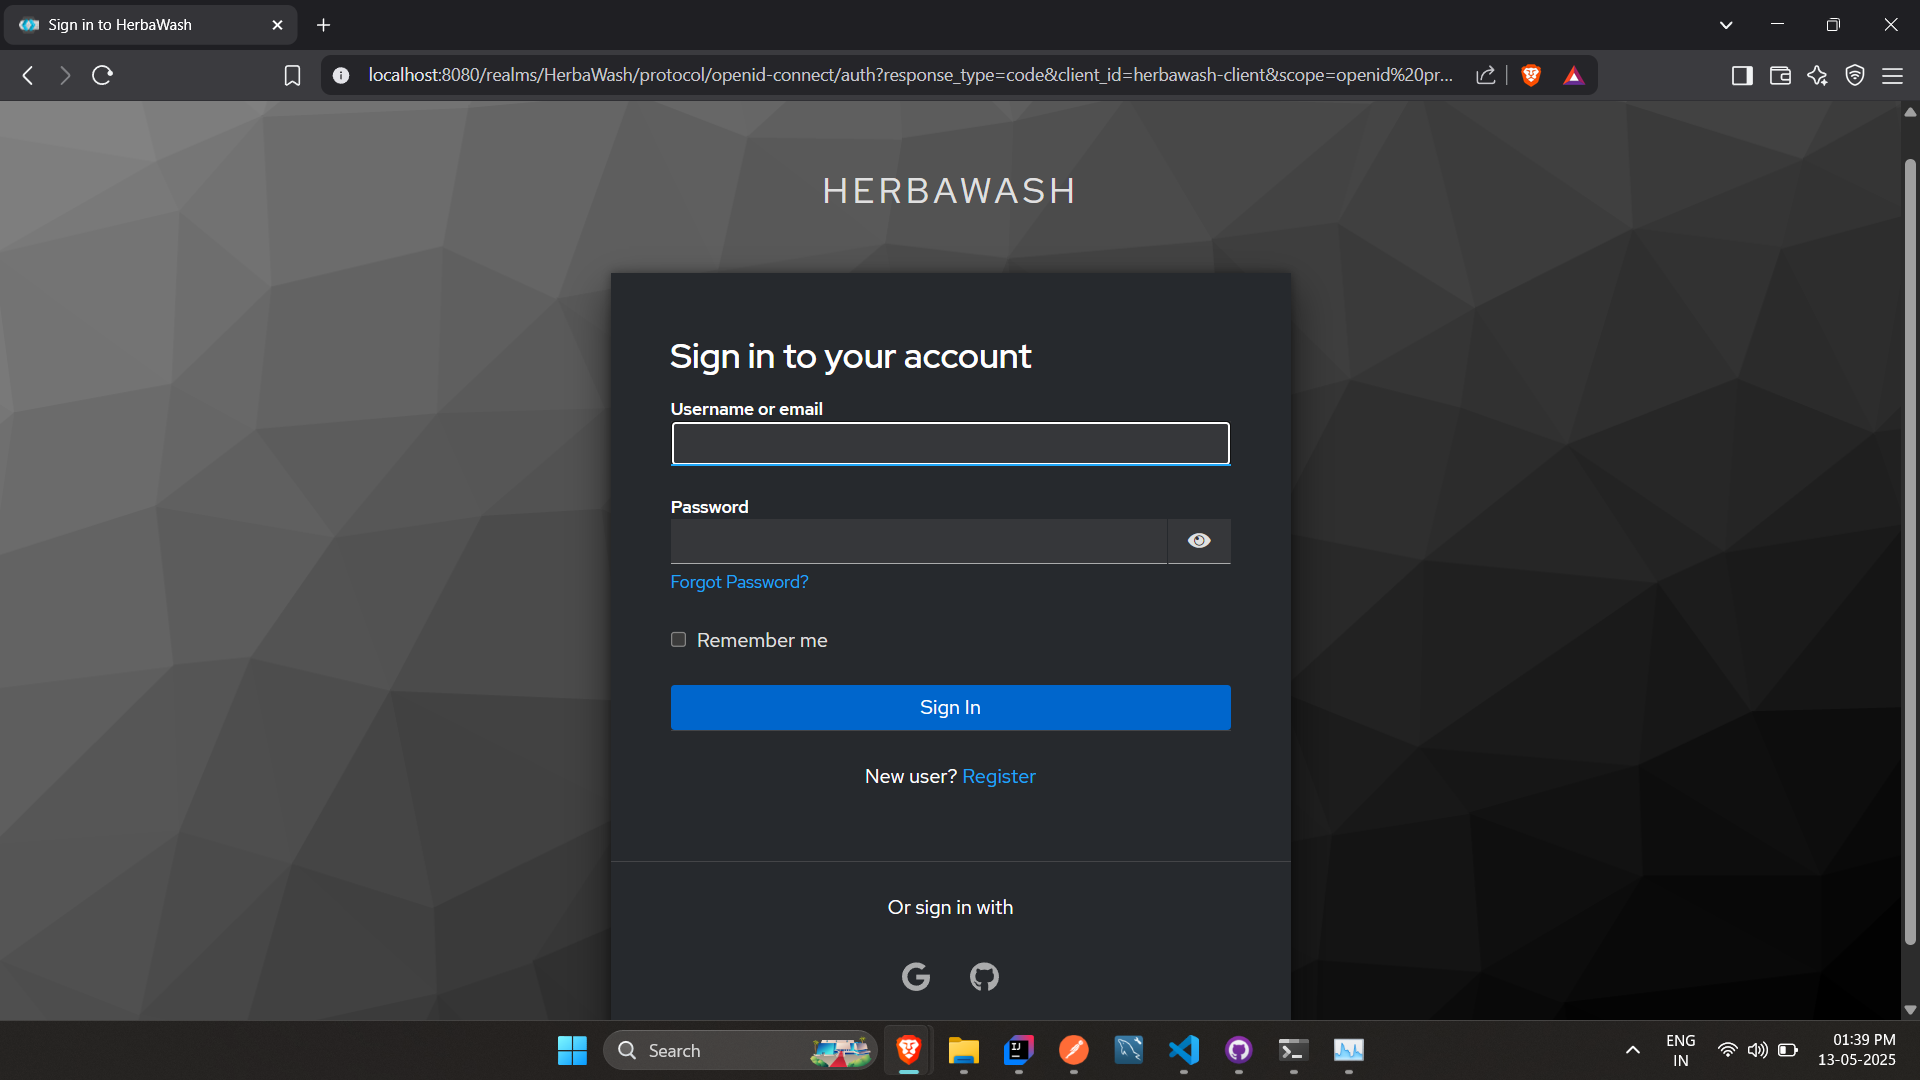 Sign in to HerbaWash
localhost:8080/realms/HerbaWash/protocol/openid-connect/auth?response_type=code&client_id=herbawash-client&scope=openid%20pr...
HERBAWASH
Sign in to your account
Username or email
Password
Forgot Password?
Remember me
Sign In
New user? Register
Or sign in with
Search
IJ
ENG
IN
01:39 PM
13-05-2025